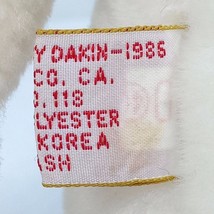 Y DAKIN-1986
CO. CA.
. 118
LYESTER
KOREA
SH